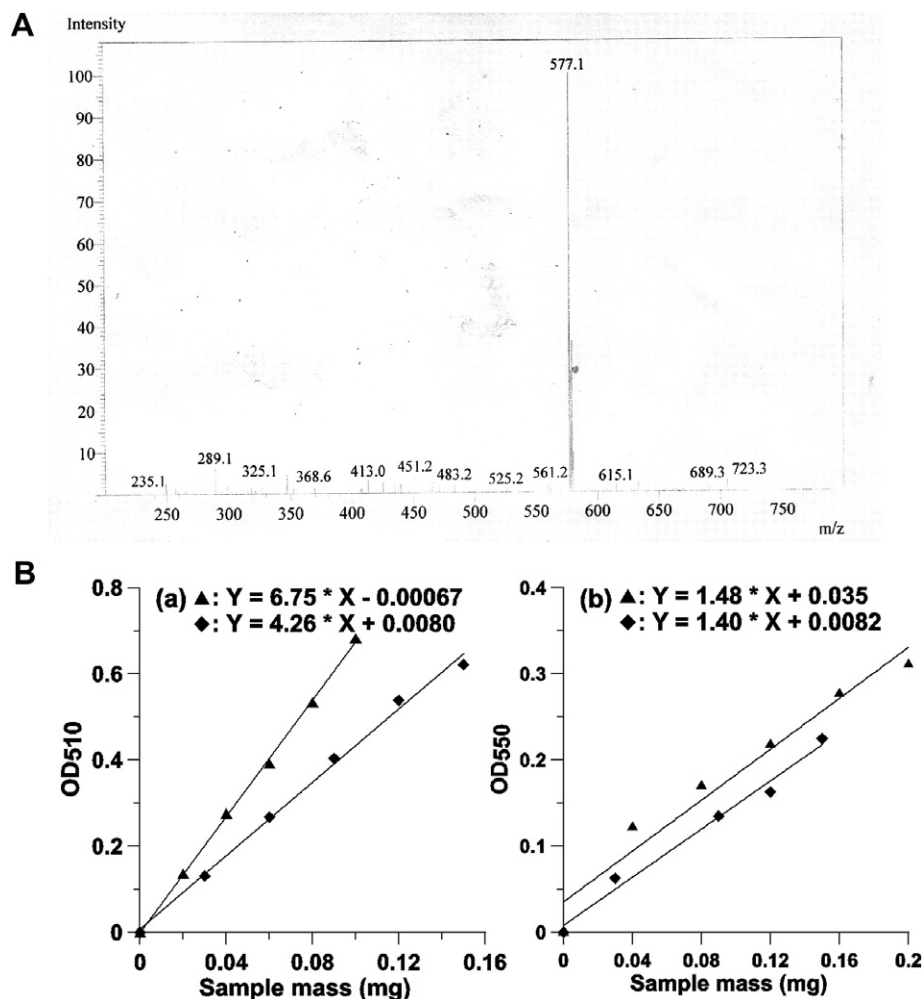 A
Intensity
577.1
100
90
80
70
60
50
40
30
20
10
235.1 289.1 325.1 368.6 413.0 451.2 483.2 525.2 561.2 615.1 689.3 723.3
250 300 350 400 450 500 550 600 650 700 750
m/z
B
(a) ▲: Y = 6.75 * X - 0.00067
◆: Y = 4.26 * X + 0.0080
OD510
0.8
0.6
0.4
0.2
0
0 0.04 0.08 0.12 0.16
Sample mass (mg)
(b) ▲: Y = 1.48 * X + 0.035
◆: Y = 1.40 * X + 0.0082
OD550
0.4
0.3
0.2
0.1
0
0 0.04 0.08 0.12 0.16 0.2
Sample mass (mg)